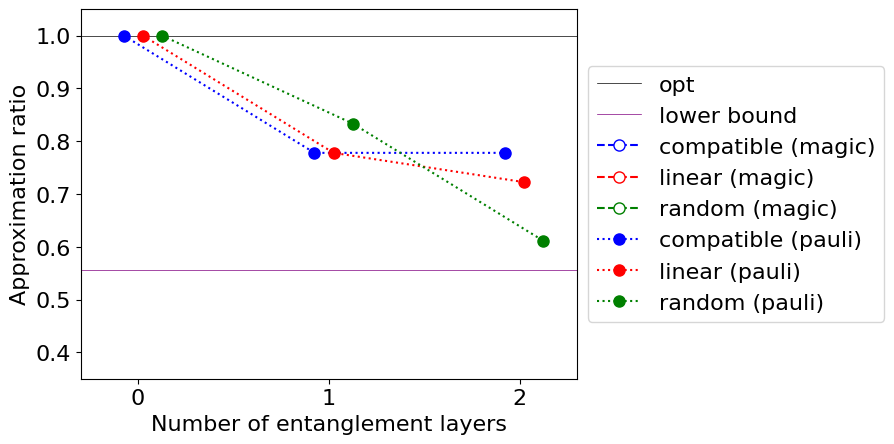 1.0
0.9
0.8
0.7
0.6
0.5
0.4
Approximation ratio
0
1
2
Number of entanglement layers
opt
lower bound
compatible (magic)
linear (magic)
random (magic)
compatible (pauli)
linear (pauli)
random (pauli)